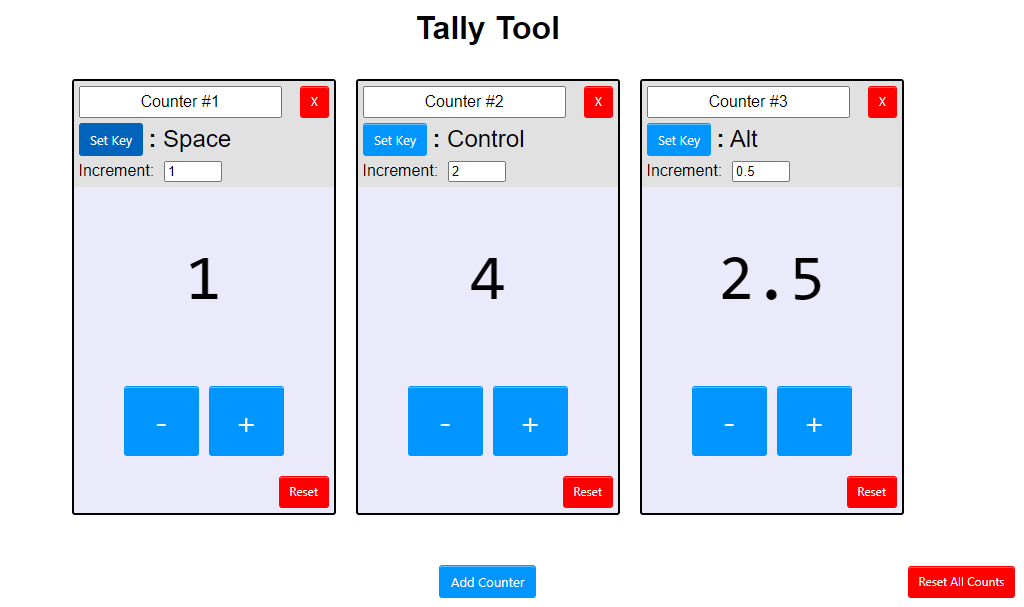 Tally Tool
Counter #1
X
Set Key : Space
Increment: 1
1
- +
Reset
Counter #2
X
Set Key : Control
Increment: 2
4
- +
Reset
Counter #3
X
Set Key : Alt
Increment: 0.5
2.5
- +
Reset
Add Counter
Reset All Counts